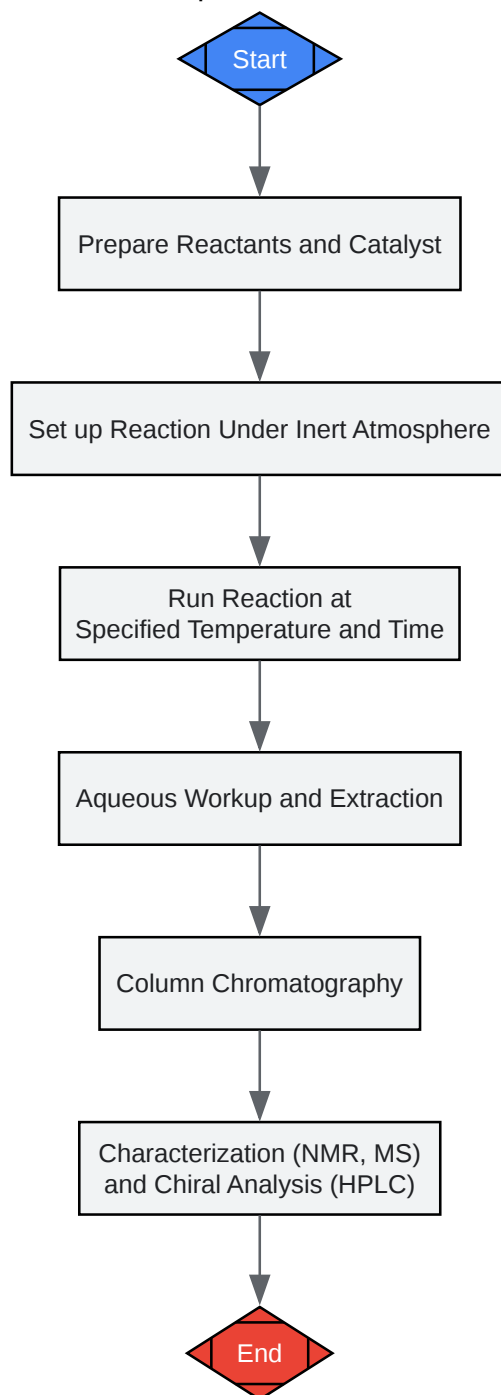 Start
Prepare Reactants and Catalyst
Set up Reaction Under Inert Atmosphere
Run Reaction at
Specified Temperature and Time
Aqueous Workup and Extraction
Column Chromatography
Characterization (NMR, MS)
and Chiral Analysis (HPLC)
End